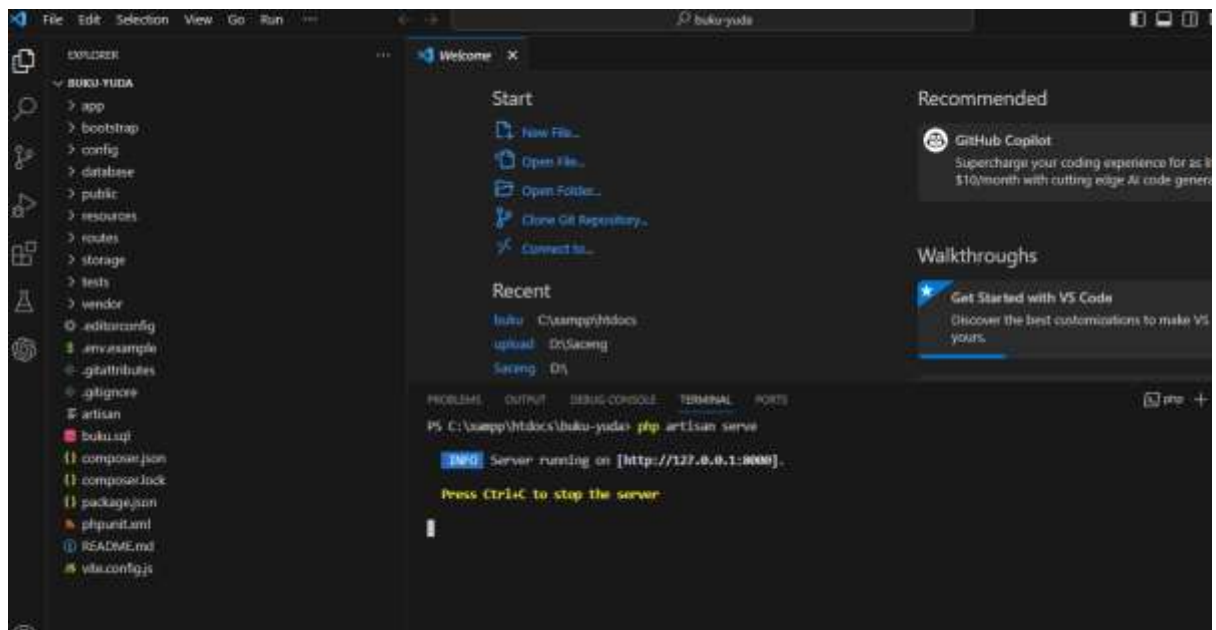 File Edit Selection View Go Run ···
buku-yuda
EXPLORER ···
Welcome
BUKU-YUDA
app
bootstrap
config
database
public
resources
routes
storage
tests
vendor
.editorconfig
.env.example
.gitattributes
.gitignore
artisan
buku.sql
composer.json
composer.lock
package.json
phpunit.xml
README.md
vite.config.js
Start
New File...
Open File...
Open Folder...
Clone Git Repository...
Connect to...
Recent
buku C:\xampp\htdocs
upload D:\Saceng
Saceng D:\
Recommended
GitHub Copilot
Supercharge your coding experience for as
$10/month with cutting edge AI code
Walkthroughs
Get Started with VS Code
Discover the best customizations to make VS
yours.
PROBLEMS OUTPUT DEBUG CONSOLE TERMINAL PORTS
php
PS C:\xampp\htdocs\buku-yuda> php artisan serve
INFO Server running on [http://127.0.0.1:8000].
Press Ctrl+C to stop the server